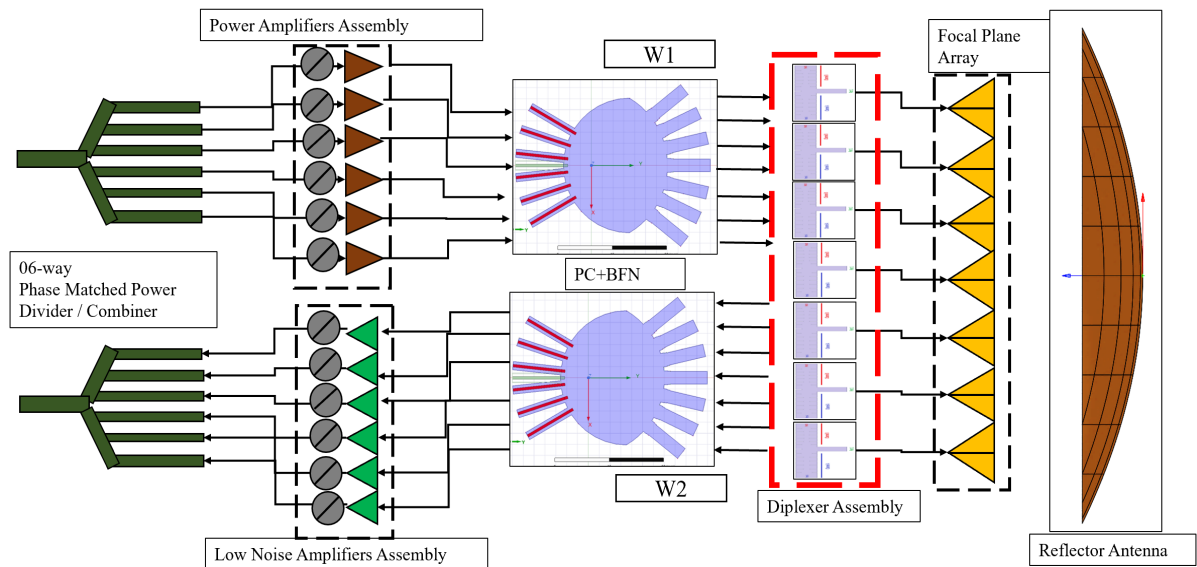 Power Amplifiers Assembly
W1
Focal Plane
Array
06-way
Phase Matched Power
Divider / Combiner
PC+BFN
W2
Diplexer Assembly
Low Noise Amplifiers Assembly
Reflector Antenna